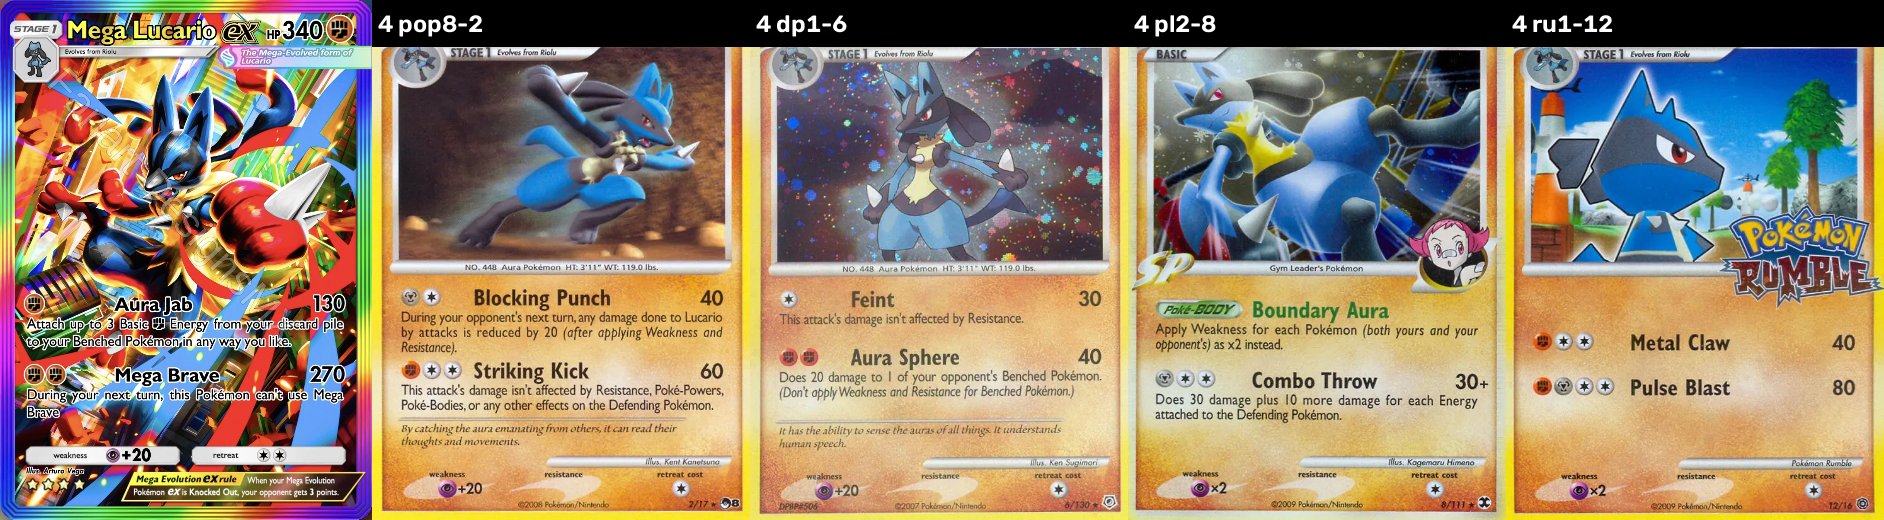 STAGE 1
Mega Lucario ex HP 340
Evolves from Riolu
The Mega-Evolved form of
Lucario
Aura Jab 130
Attach up to 3 Basic Energy from your discard pile
to your Benched Pokémon in any way you like.
Mega Brave 270
During your next turn, this Pokémon can't use Mega
Brave
weakness +20 retreat
Illus. Arturo Vega
Mega Evolution ex rule When your Mega Evolution
Pokémon ex is Knocked Out, your opponent gets 3 points.
4 pop8-2
STAGE 1 Evolves from Riolu
NO. 448 Aura Pokémon HT: 3'11" WT: 119.0 lbs.
Blocking Punch 40
During your opponent's next turn, any damage done to Lucario
by attacks is reduced by 20 (after applying Weakness and
Resistance).
Striking Kick 60
This attack's damage isn't affected by Resistance, Poké-Powers,
Poké-Bodies, or any other effects on the Defending Pokémon.
By catching the aura emanating from others, it can read their
thoughts and movements.
Illus. Kent Kanetsuna
weakness resistance retreat cost
+20
©2008 Pokémon/Nintendo 2/17 ★ 8
4 dp1-6
STAGE 1 Evolves from Riolu
NO. 448 Aura Pokémon HT: 3'11" WT: 119.0 lbs.
Feint 30
This attack's damage isn't affected by Resistance.
Aura Sphere 40
Does 20 damage to 1 of your opponent's Benched Pokémon.
(Don't apply Weakness and Resistance for Benched Pokémon.)
It has the ability to sense the auras of all things. It understands
human speech.
Illus. Ken Sugimori
weakness resistance retreat cost
+20
DPBP#506 ©2007 Pokémon/Nintendo 6/130 ★
4 pl2-8
BASIC
SP
Gym Leader's Pokémon
Poké-BODY Boundary Aura
Apply Weakness for each Pokémon (both yours and your
opponent's) as x2 instead.
Combo Throw 30+
Does 30 damage plus 10 more damage for each Energy
attached to the Defending Pokémon.
Illus. Kagemaru Himeno
weakness resistance retreat cost
×2
©2009 Pokémon/Nintendo 8/111 ★
4 ru1-12
STAGE 1 Evolves from Riolu
POKéMON
RUMBLE
Metal Claw 40
Pulse Blast 80
Pokémon Rumble
weakness resistance retreat cost
×2
©2009 Pokémon/Nintendo 12/16